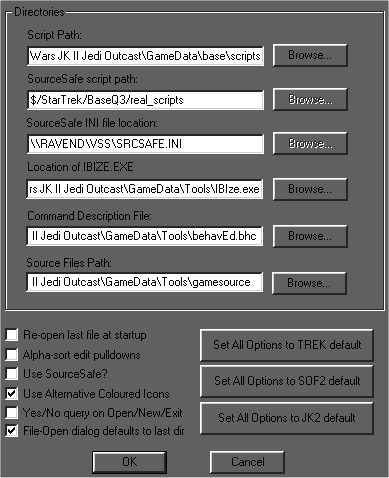 Directories
Script Path:
Wars JK II Jedi Outcast\GameData\base\scripts
Browse...
SourceSafe script path:
$/StarTrek/BaseQ3/real_scripts
Browse...
SourceSafe INI file location:
\\RAVEND\VSS\SRCSAFE.INI
Browse...
Location of IBIZE.EXE
rs JK II Jedi Outcast\GameData\Tools\IBIze.exe
Browse...
Command Description File:
II Jedi Outcast\GameData\Tools\behavEd.bhc
Browse...
Source Files Path:
II Jedi Outcast\GameData\Tools\gamesource
Browse...
Re-open last file at startup
Alpha-sort edit pulldowns
Use SourceSafe?
Use Alternative Coloured Icons
Yes/No query on Open/New/Exit
File-Open dialog defaults to last dir
Set All Options to TREK default
Set All Options to SOF2 default
Set All Options to JK2 default
OK
Cancel